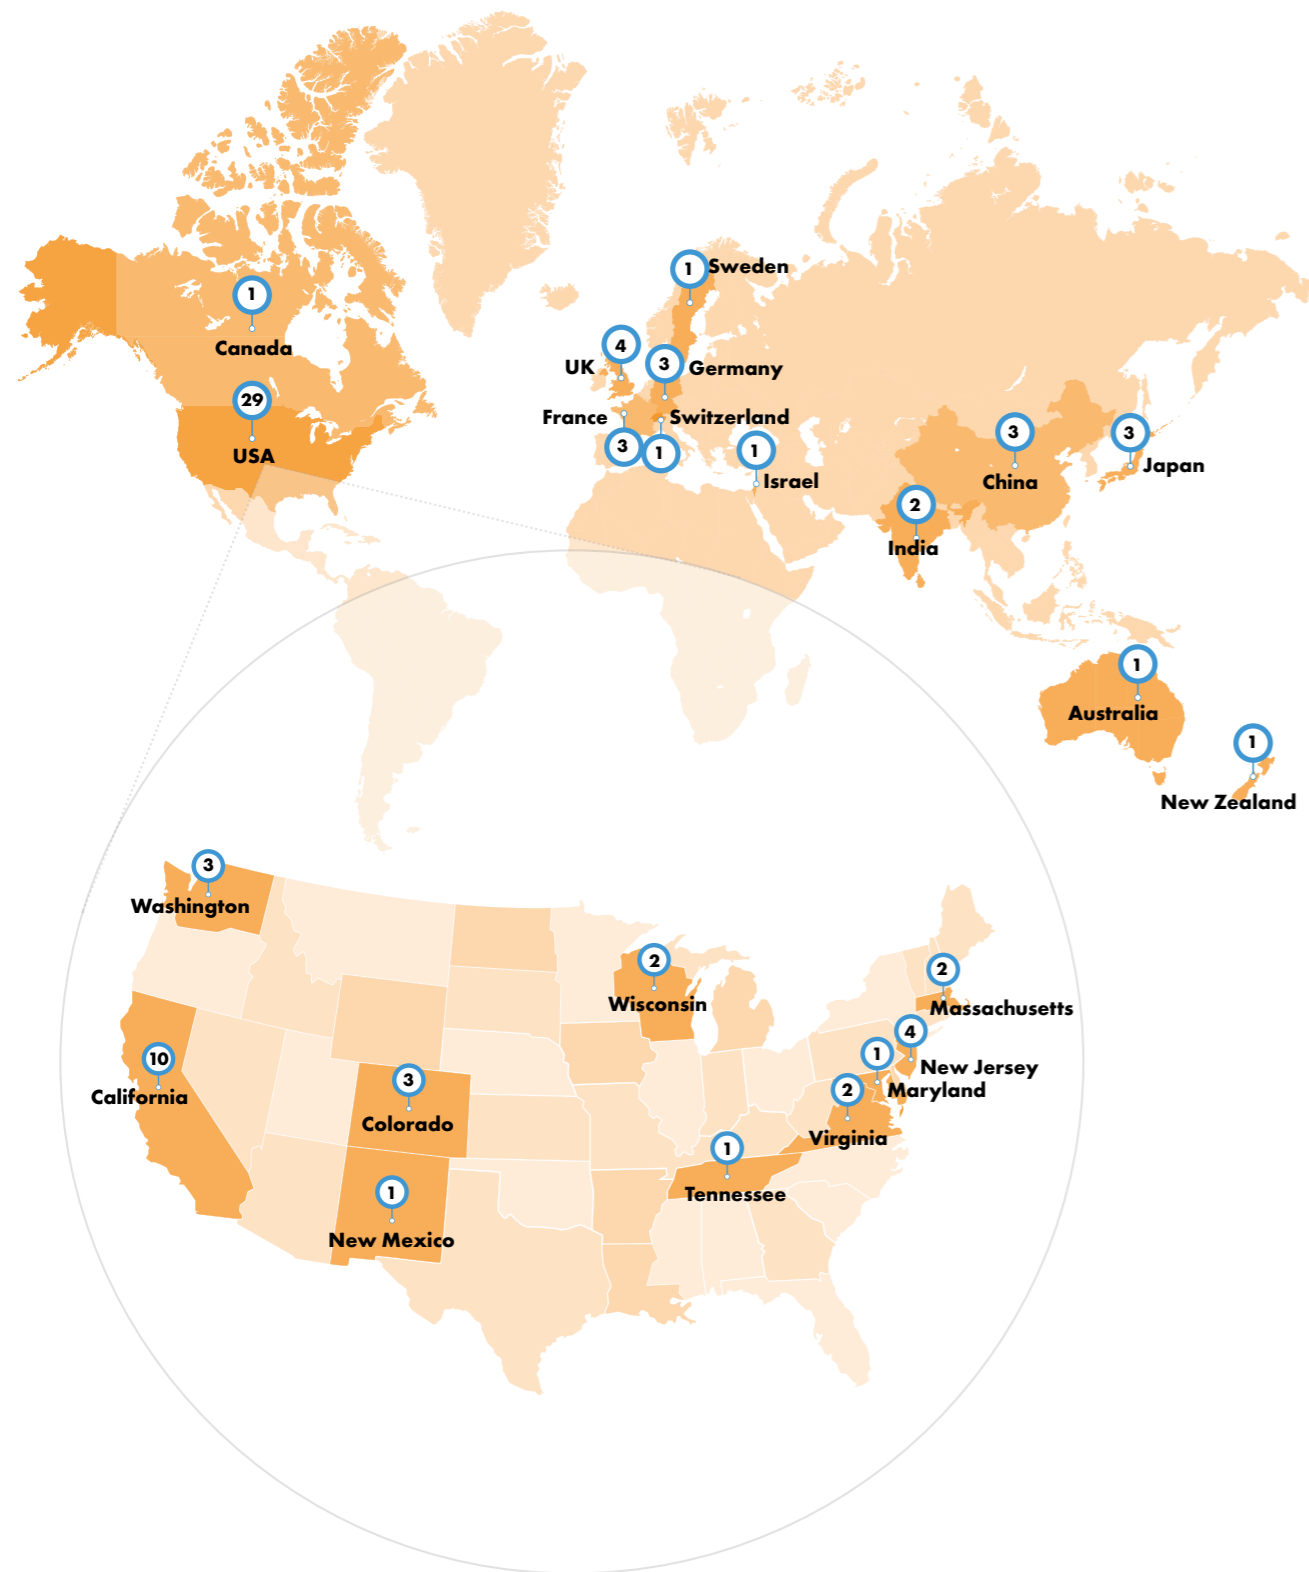 1
Sweden
1
Canada
4
UK
3
Germany
29
USA
France
3
Switzerland
1
1
Israel
3
China
3
Japan
2
India
1
Australia
1
New Zealand
3
Washington
2
Wisconsin
2
Massachusetts
4
New Jersey
10
California
3
Colorado
1
Maryland
2
Virginia
1
Tennessee
1
New Mexico